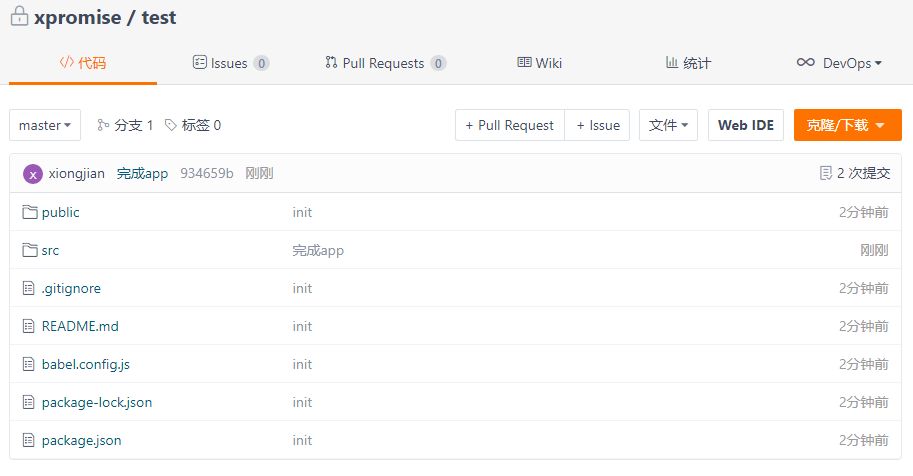 xpromise / test
代码 Issues 0 Pull Requests 0 Wiki 统计 DevOps
master 分支 1 标签 0 + Pull Request + Issue 文件 Web IDE 克隆/下载
x xiongjian 完成app 934659b 刚刚 2 次提交
public init 2分钟前
src 完成app 刚刚
.gitignore init 2分钟前
README.md init 2分钟前
babel.config.js init 2分钟前
package-lock.json init 2分钟前
package.json init 2分钟前